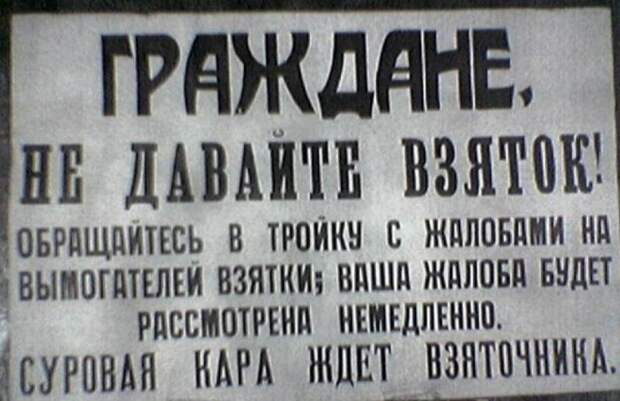 ГРАЖДАНЕ,
НЕ ДАВАЙТЕ ВЗЯТОК!
ОБРАЩАЙТЕСЬ В ТРОЙКУ С ЖАЛОБАМИ НА
ВЫМОГАТЕЛЕЙ ВЗЯТКИ; ВАША ЖАЛОБА БУДЕТ
РАССМОТРЕНА НЕМЕДЛЕННО.
СУРОВАЯ КАРА ЖДЕТ ВЗЯТОЧНИКА.